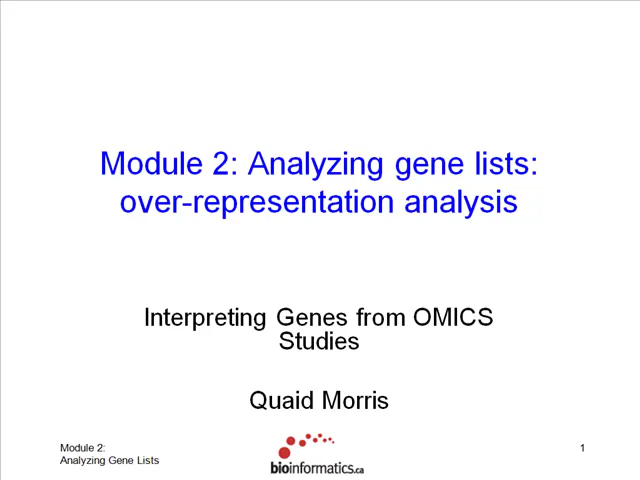 Module 2: Analyzing gene lists:
over-representation analysis
Interpreting Genes from OMICS
Studies
Quaid Morris
Module 2:
Analyzing Gene Lists
bioinformatics.ca
1